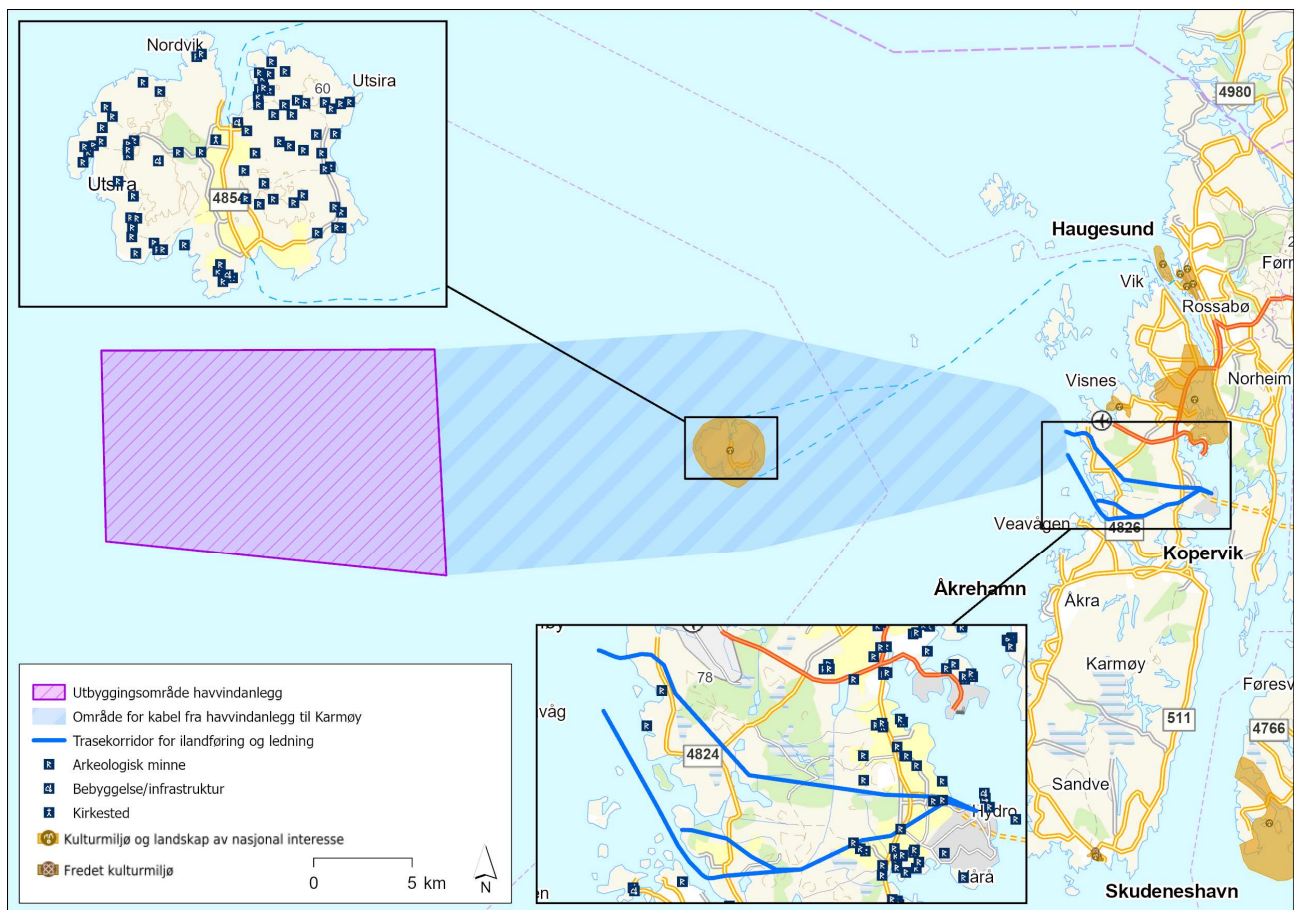 Nordvik
Utsira
60
Utsira
4854
4980
Haugesund
Vik
Rossabø
Visnes
Norheim
Veavågen
4826
Kopervik
Åkrehamn
Åkra
Karmøy
511
4766
Sandve
Skudeneshavn
78
våg
4824
Hydro
Utbyggingsområde havvindanlegg
Område for kabel fra havvindanlegg til Karmøy
Trasekorridor for ilandføring og ledning
Arkeologisk minne
Bebyggelse/infrastruktur
Kirkested
Kulturmiljø og landskap av nasjonal interesse
Fredet kulturmiljø
0 5 km
N